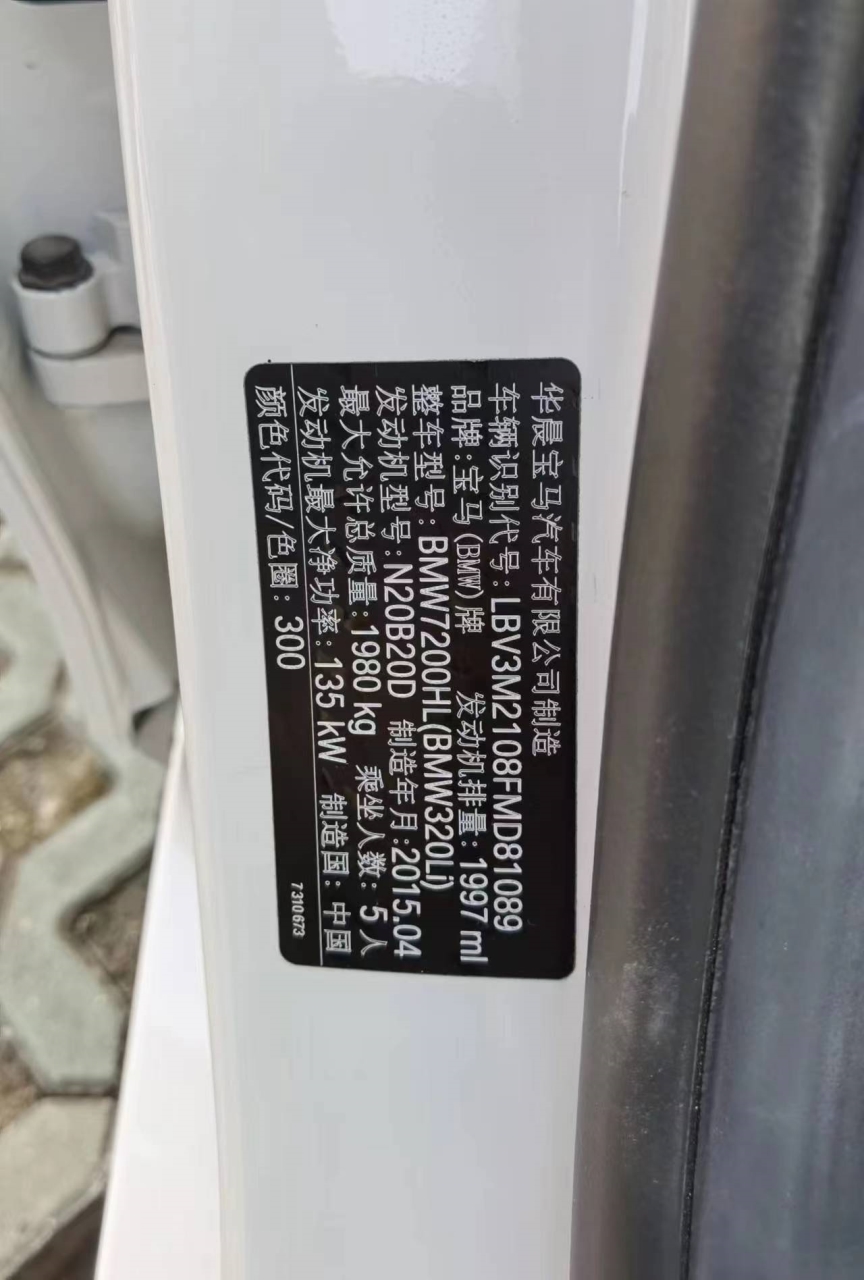 华晨宝马汽车有限公司制造
车辆识别代号: LBV3M2108FMD81089
品牌:宝马(BMW)牌 发动机排量:1997 ml
整车型号:BMW7200HL(BMW320Li)
发动机型号:N20B20D 制造年月:2015.04
最大允许总质量:1980 kg 乘坐人数: 5 人
发动机最大净功率: 135 kW 制造国: 中国
颜色代码/色圈: 300 7 310 673